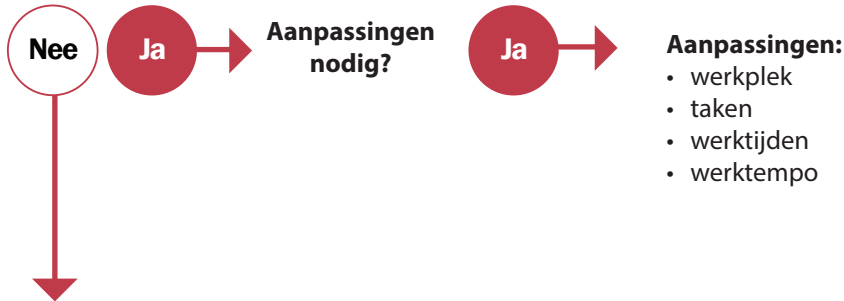 Nee
Ja
Aanpassingen
nodig?
Ja
Aanpassingen:
• werkplek
• taken
• werktijden
• werktempo